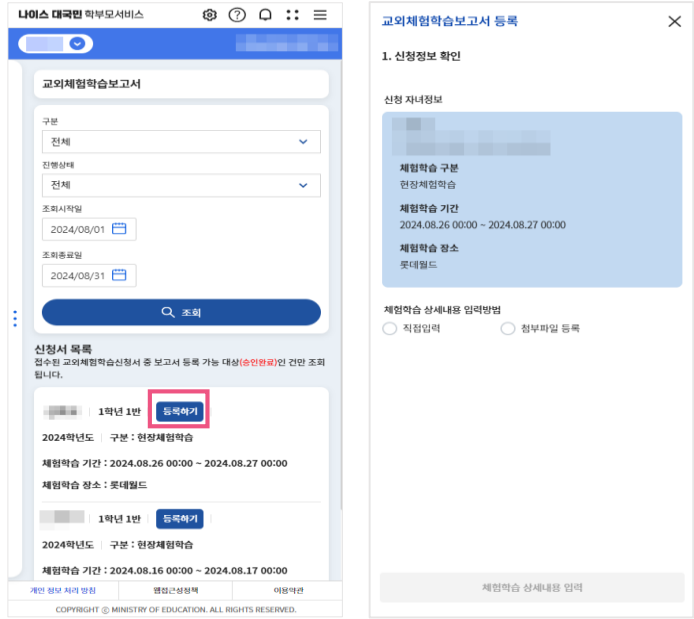 나이스 대국민 학부모서비스
교외체험학습보고서
구분
전체
진행상태
전체
조회시작일
2024/08/01
조회종료일
2024/08/31
조회
신청서 목록
접수된 교외체험학습신청서 중 보고서 등록 가능 대상(승인완료)인 건만 조회
됩니다.
1학년 1반 등록하기
2024학년도 구분 : 현장체험학습
체험학습 기간 : 2024.08.26 00:00 ~ 2024.08.27 00:00
체험학습 장소 : 롯데월드
1학년 1반 등록하기
2024학년도 구분 : 현장체험학습
체험학습 기간 : 2024.08.16 00:00 ~ 2024.08.17 00:00
개인 정보 처리 방침 웹접근성정책 이용약관
COPYRIGHT ⓒ MINISTRY OF EDUCATION. ALL RIGHTS RESERVED.
교외체험학습보고서 등록
1. 신청정보 확인
신청 자녀정보
체험학습 구분
현장체험학습
체험학습 기간
2024.08.26 00:00 ~ 2024.08.27 00:00
체험학습 장소
롯데월드
체험학습 상세내용 입력방법
직접입력 첨부파일 등록
체험학습 상세내용 입력